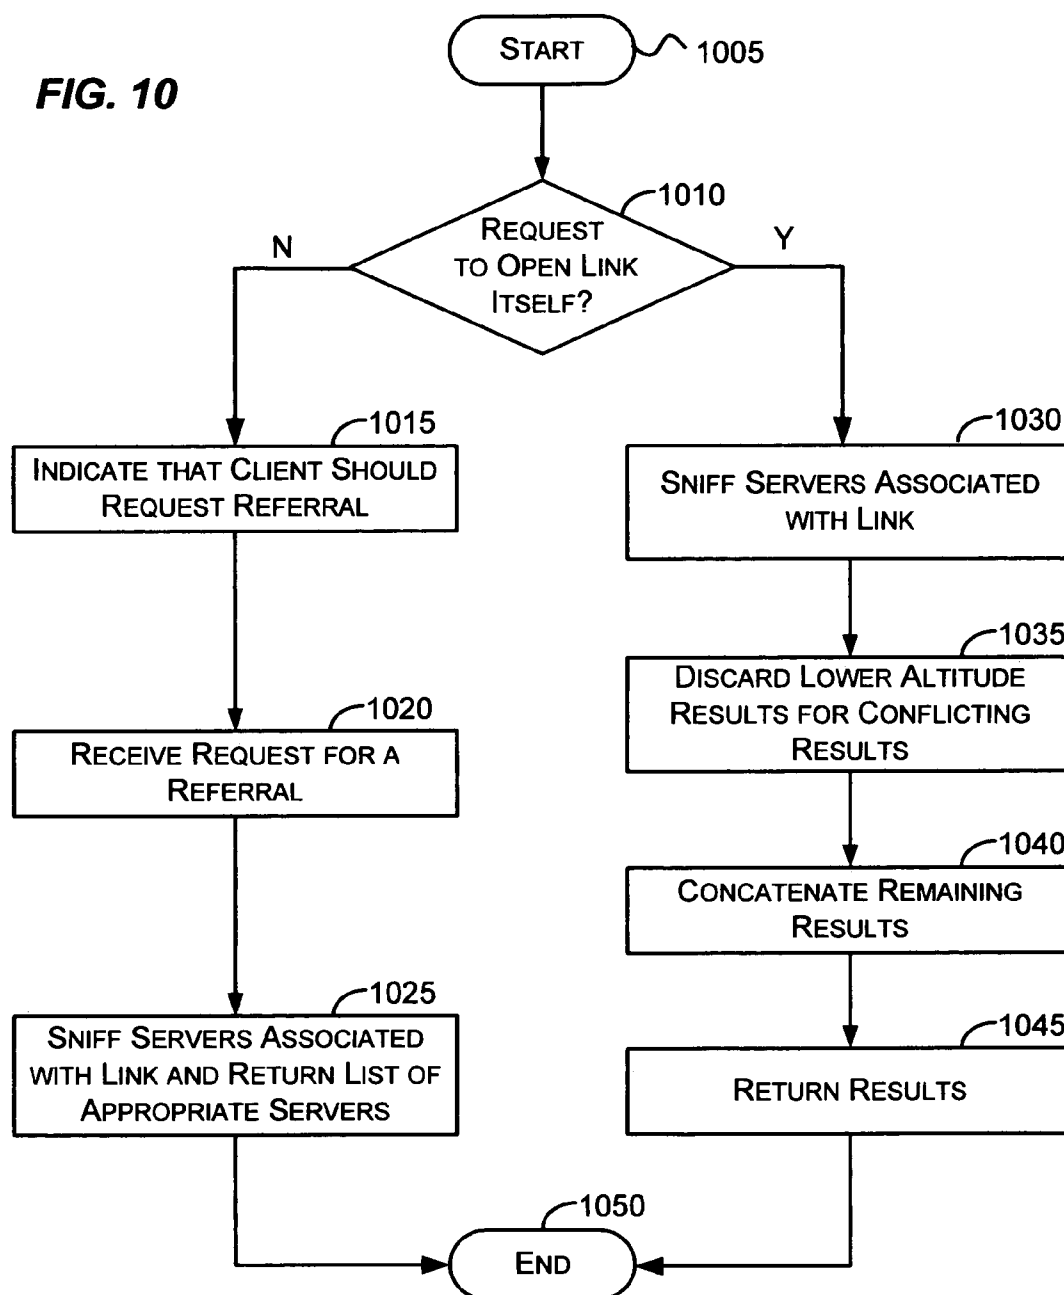 FIG. 10
START
1005
1010
REQUEST
TO OPEN LINK
ITSELF?
N
Y
1015
INDICATE THAT CLIENT SHOULD
REQUEST REFERRAL
1020
RECEIVE REQUEST FOR A
REFERRAL
1025
SNIFF SERVERS ASSOCIATED
WITH LINK AND RETURN LIST OF
APPROPRIATE SERVERS
1030
SNIFF SERVERS ASSOCIATED
WITH LINK
1035
DISCARD LOWER ALTITUDE
RESULTS FOR CONFLICTING
RESULTS
1040
CONCATENATE REMAINING
RESULTS
1045
RETURN RESULTS
1050
END